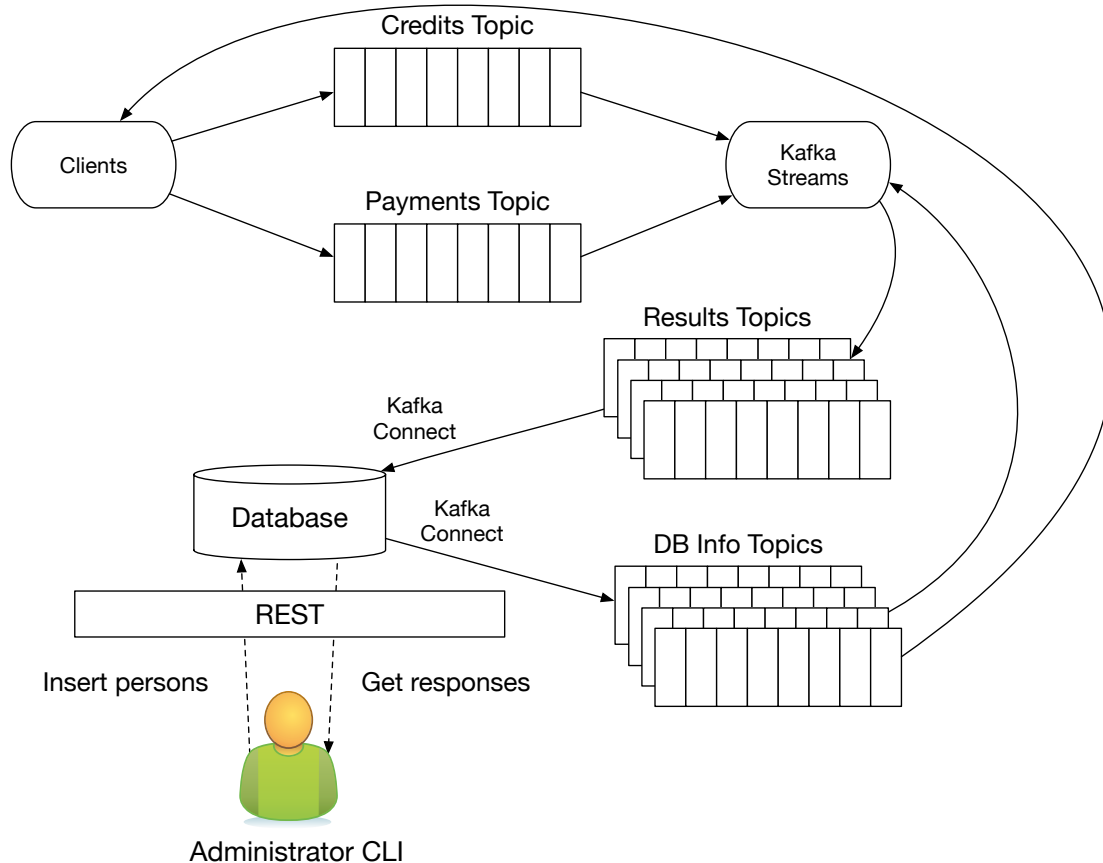 Credits Topic
Clients
Kafka
Streams
Payments Topic
Results Topics
Kafka
Connect
Database
Kafka
Connect
DB Info Topics
REST
Insert persons
Get responses
Administrator CLI